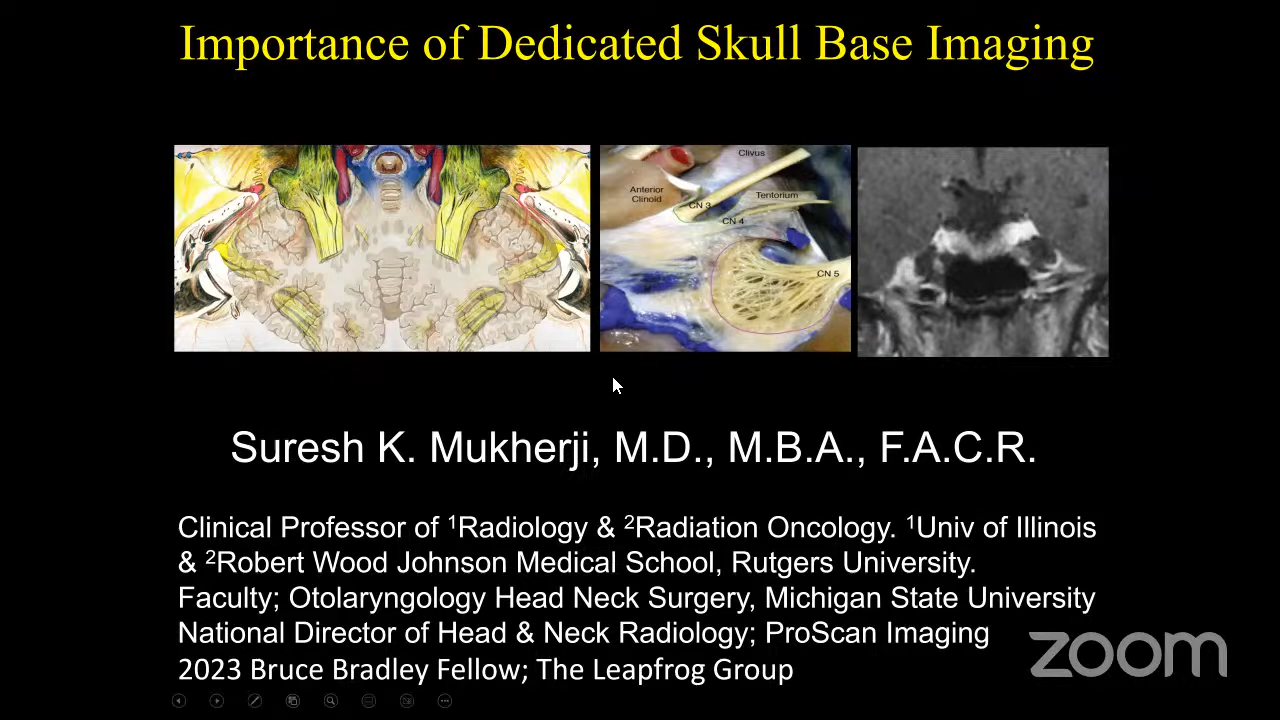 Importance of Dedicated Skull Base Imaging
Clivus
Anterior
Clinoid
CN 3
Tentorium
CN 4
CN 5
Suresh K. Mukherji, M.D., M.B.A., F.A.C.R.
Clinical Professor of ¹Radiology & ²Radiation Oncology. ¹Univ of Illinois
& ²Robert Wood Johnson Medical School, Rutgers University.
Faculty; Otolaryngology Head Neck Surgery, Michigan State University
National Director of Head & Neck Radiology; ProScan Imaging
2023 Bruce Bradley Fellow; The Leapfrog Group
zoom